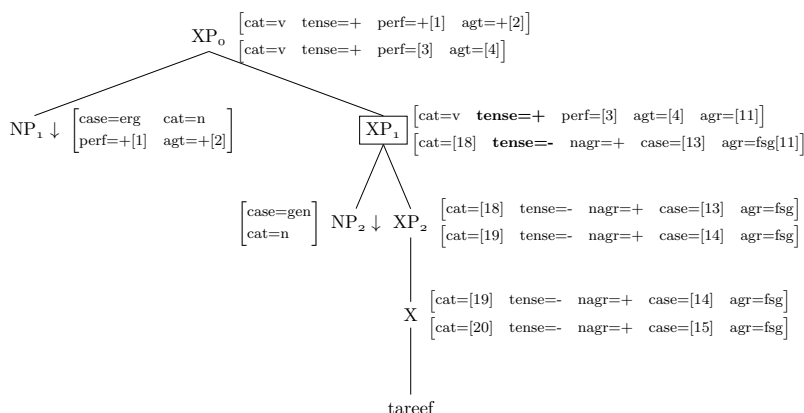 [cat=v tense=+ perf=+[1] agt=+[2]]
XP₀
[cat=v tense=+ perf=[3] agt=[4]]
[case=erg cat=n]
NP₁ ↓
[perf=+[1] agt=+[2]]
[cat=v tense=+ perf=[3] agt=[4] agr=[11]]
XP₁
[cat=[18] tense=- nagr=+ case=[13] agr=fsg[11]]
[case=gen
cat=n]
NP₂ ↓ XP₂
[cat=[18] tense=- nagr=+ case=[13] agr=fsg]
[cat=[19] tense=- nagr=+ case=[14] agr=fsg]
[cat=[19] tense=- nagr=+ case=[14] agr=fsg]
X
[cat=[20] tense=- nagr=+ case=[15] agr=fsg]
tareef